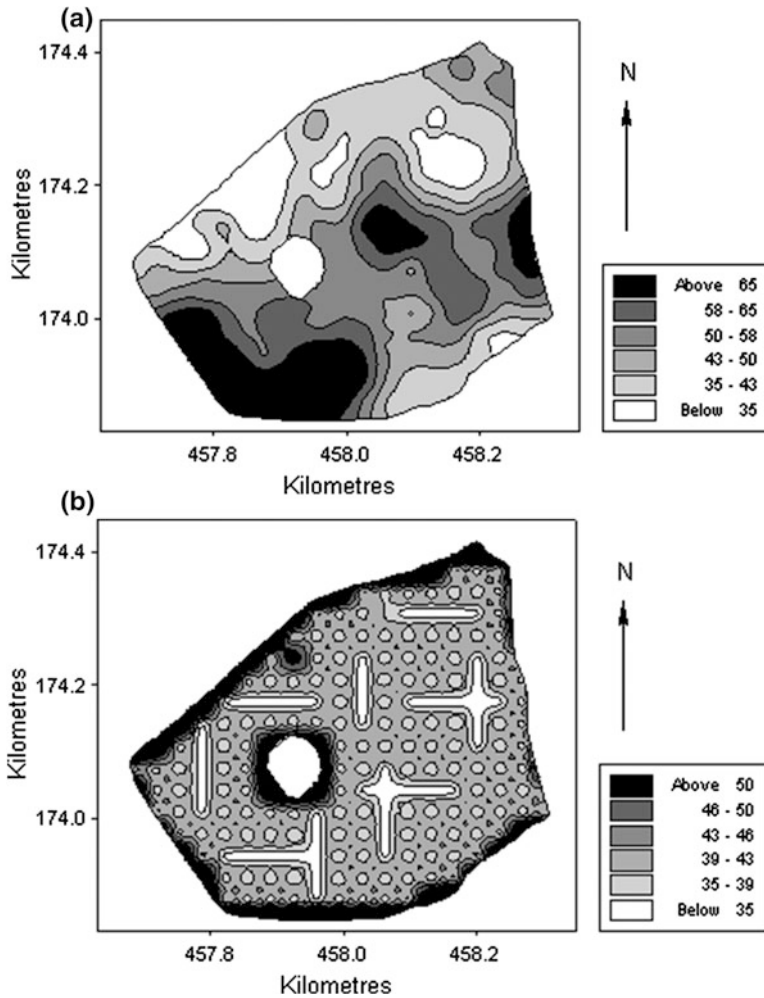 (a)
174.4
174.2
174.0
Kilometres
457.8 458.0 458.2
Kilometres
N
Above 65
58 - 65
50 - 58
43 - 50
35 - 43
Below 35
(b)
174.4
174.2
174.0
Kilometres
457.8 458.0 458.2
Kilometres
N
Above 50
46 - 50
43 - 46
39 - 43
35 - 39
Below 35